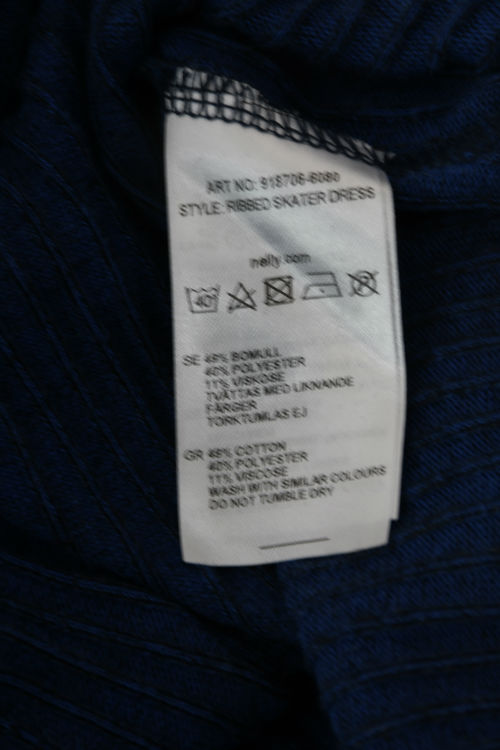 ART NO: 918706-6080
STYLE: RIBBED SKATER DRESS
nelly.com
40°
SE 49% BOMULL
40% POLYESTER
11% VISKOSE
TVÄTTAS MED LIKNANDE
FÄRGER
TORKTUMLAS EJ
GR 49% COTTON
40% POLYESTER
11% VISCOSE
WASH WITH SIMILAR COLOURS
DO NOT TUMBLE DRY